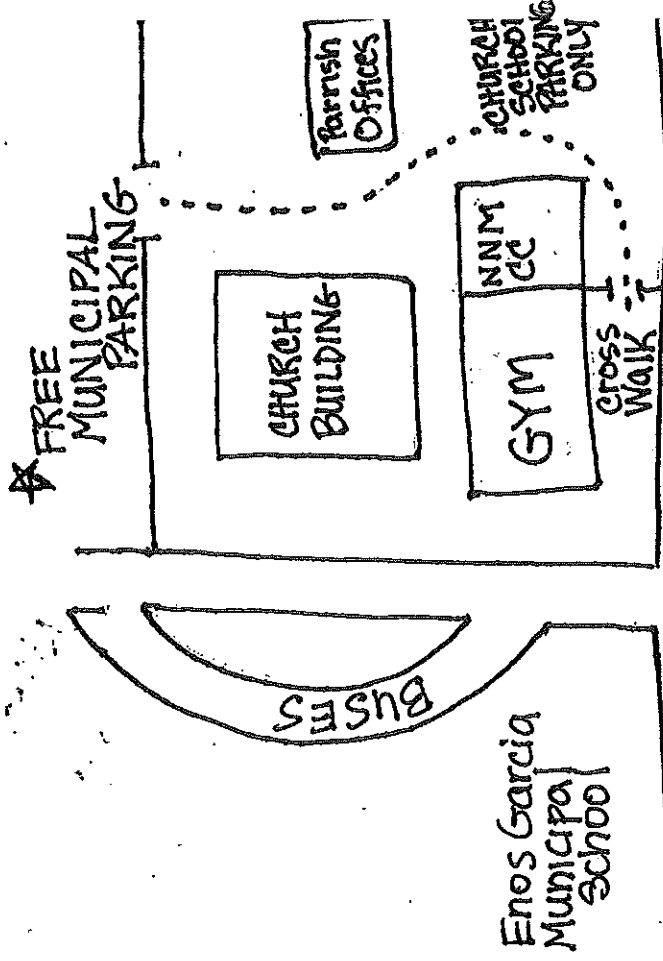 FREE
MUNICIPAL
PARKING
Parrish
Offices
CHURCH
SCHOOL
PARKING
ONLY
CHURCH
BUILDING
NNM
CC
GYM
Cross
Walk
BUSES
Enos Garcia
Municipal
School